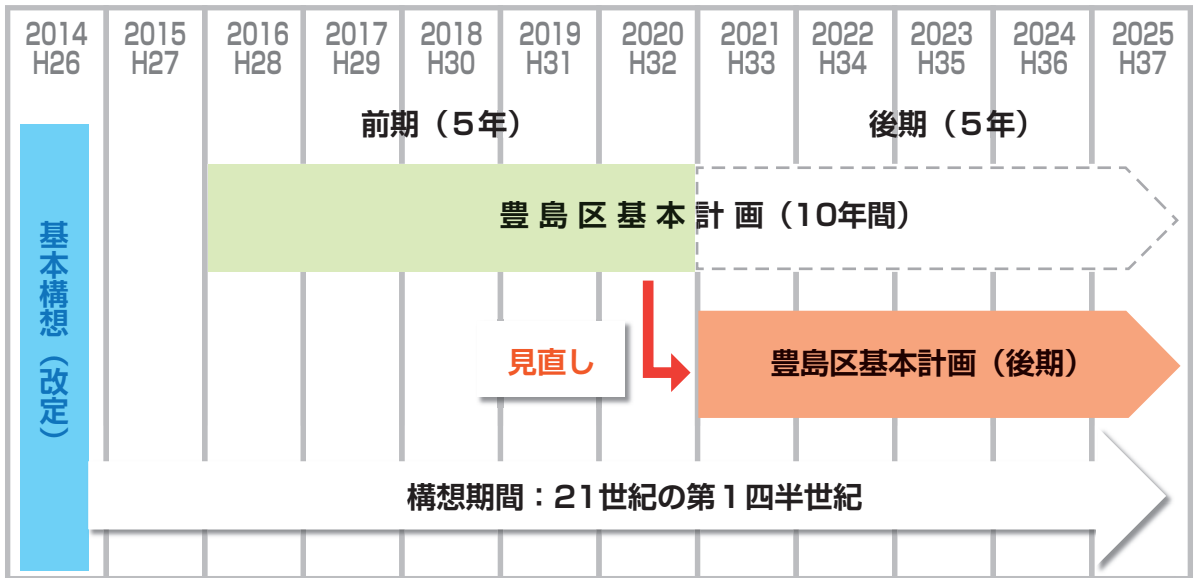 2014 2015 2016 2017 2018 2019 2020 2021 2022 2023 2024 2025
H26 H27 H28 H29 H30 H31 H32 H33 H34 H35 H36 H37
前期（５年） 後期（５年）
豊島区基本計画（10年間）
基本構想（改定）
見直し
豊島区基本計画（後期）
構想期間：21世紀の第１四半世紀